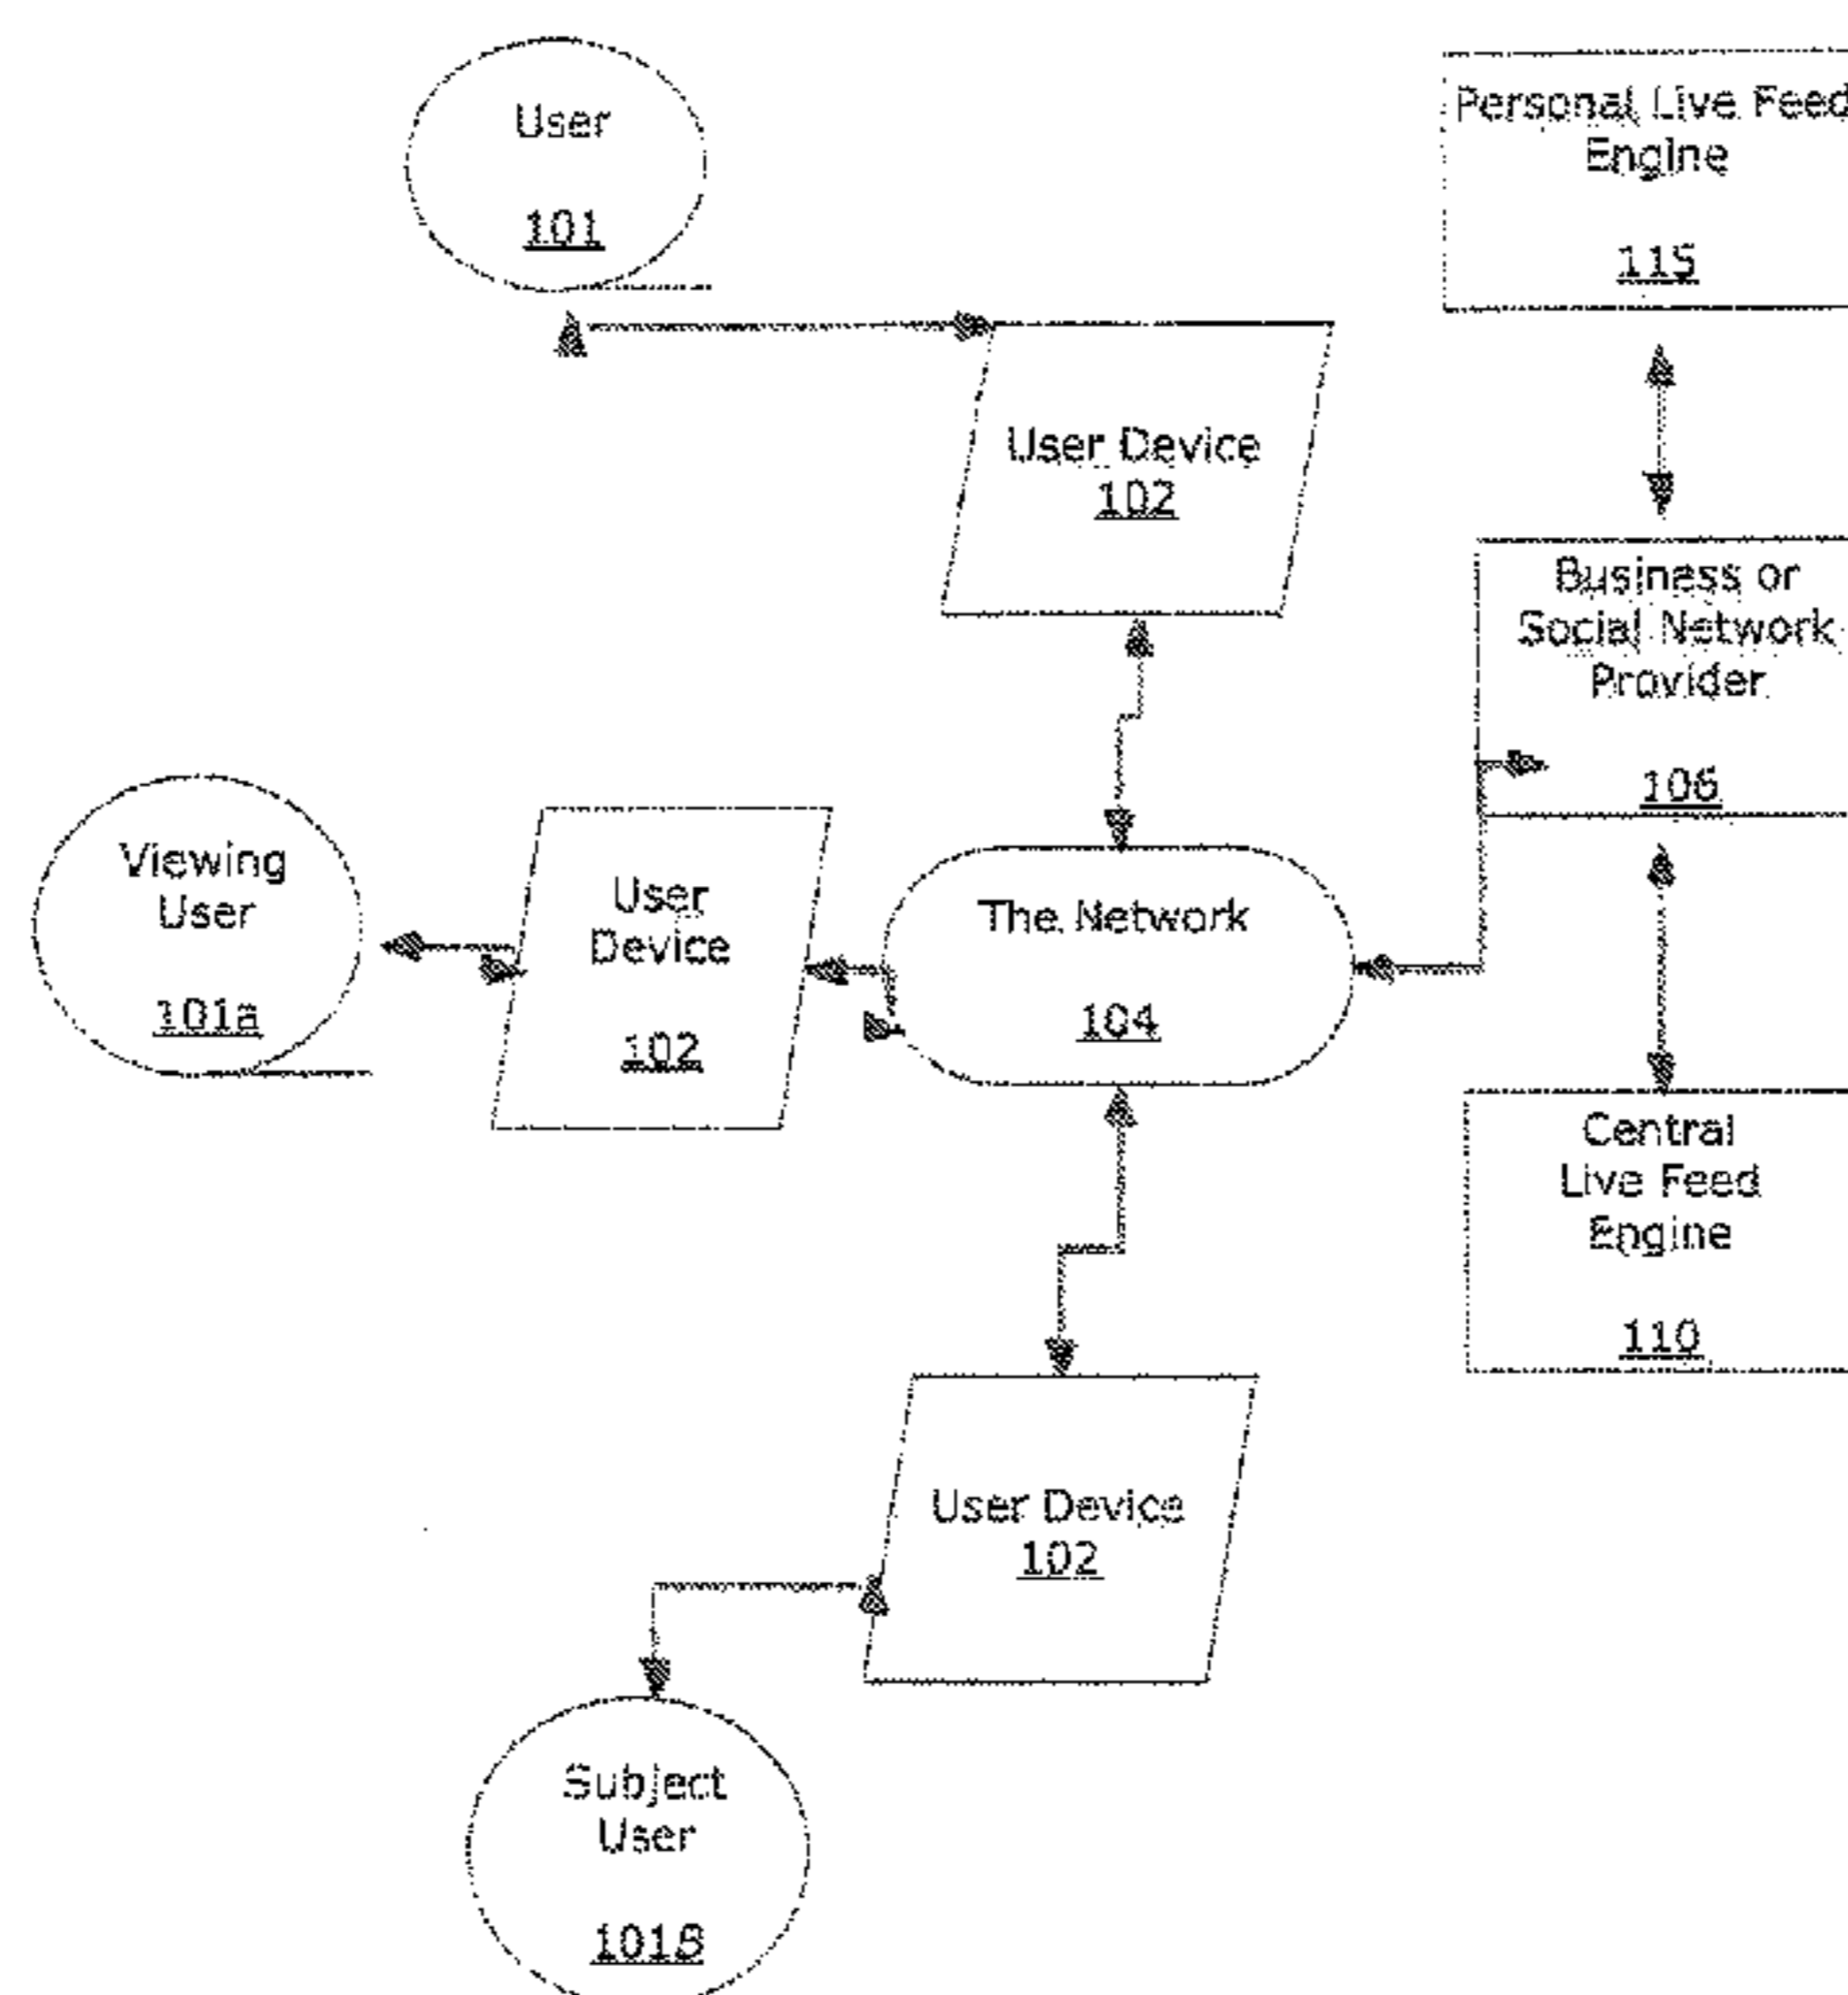 User
101
Personal Live Feed
Engine
115
User Device
102
Business or
Social Network
Provider
106
Viewing
User
101a
User
Device
102
The Network
104
Central
Live Feed
Engine
110
User Device
102
Subject
User
101B